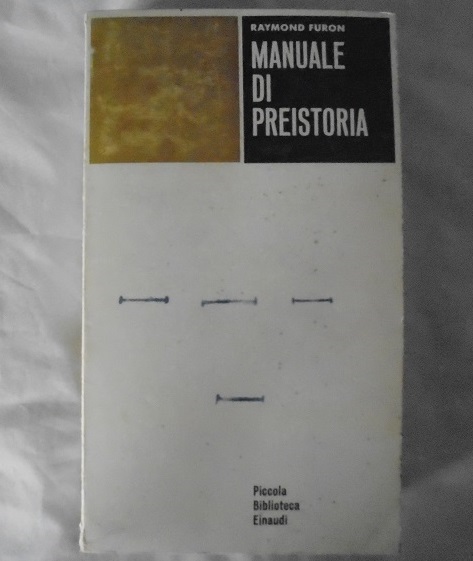 RAYMOND FURON
MANUALE
DI
PREISTORIA
Piccola
Biblioteca
Einaudi